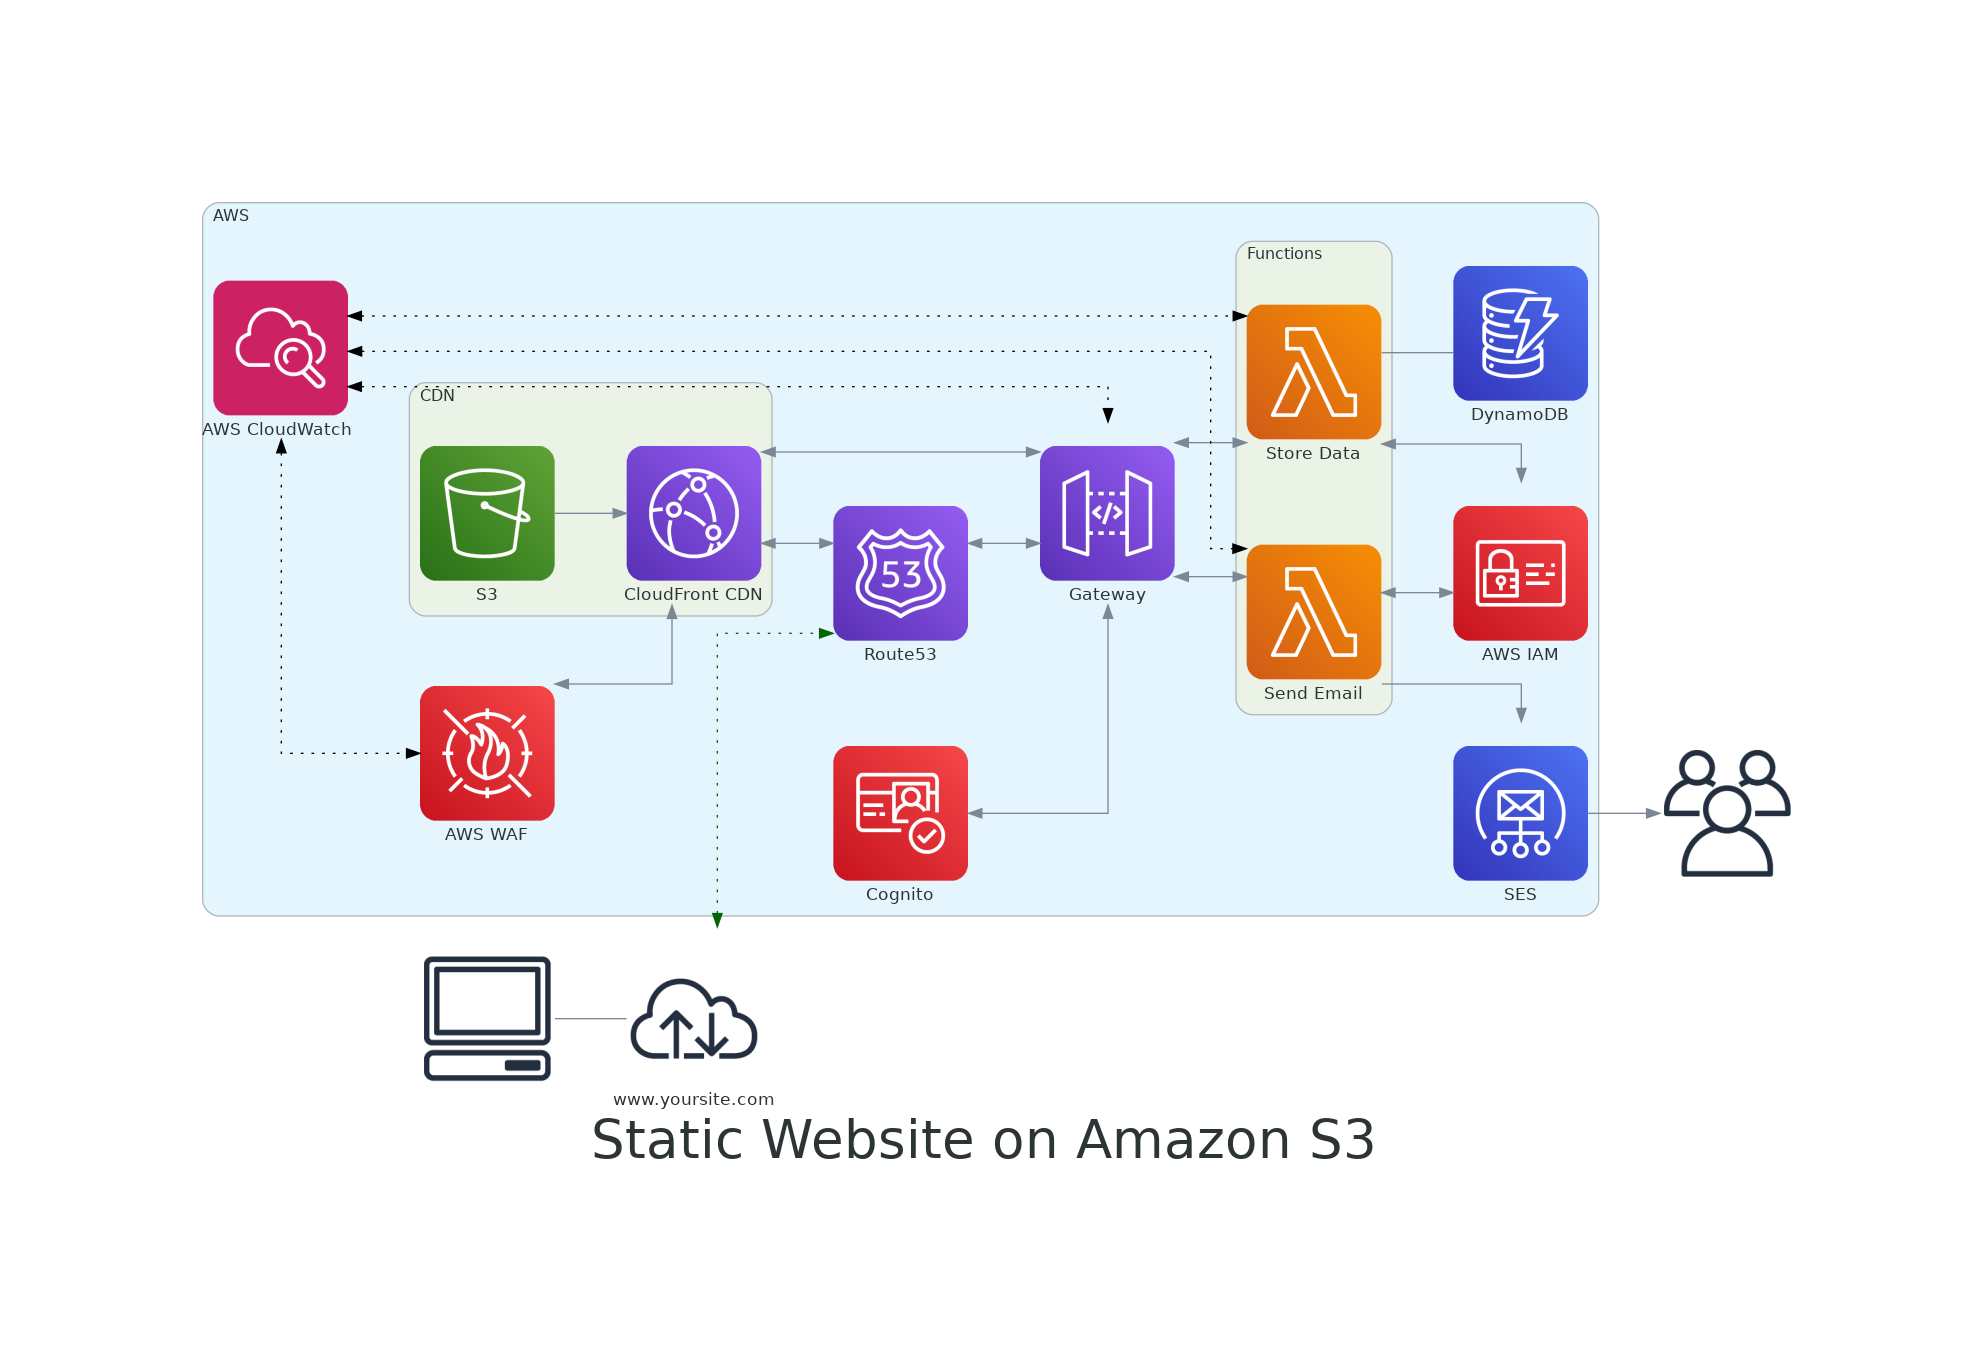 AWS
Functions
CDN
AWS CloudWatch
DynamoDB
Store Data
S3
CloudFront CDN
Gateway
53
Route53
AWS IAM
Send Email
AWS WAF
Cognito
SES
www.yoursite.com
Static Website on Amazon S3